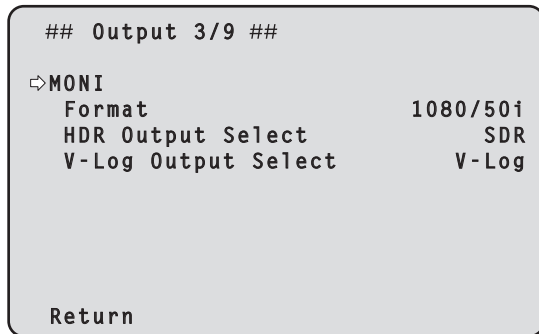 ## Output 3/9 ##
⇨MONI
Format 1080/50i
HDR Output Select SDR
V-Log Output Select V-Log
Return